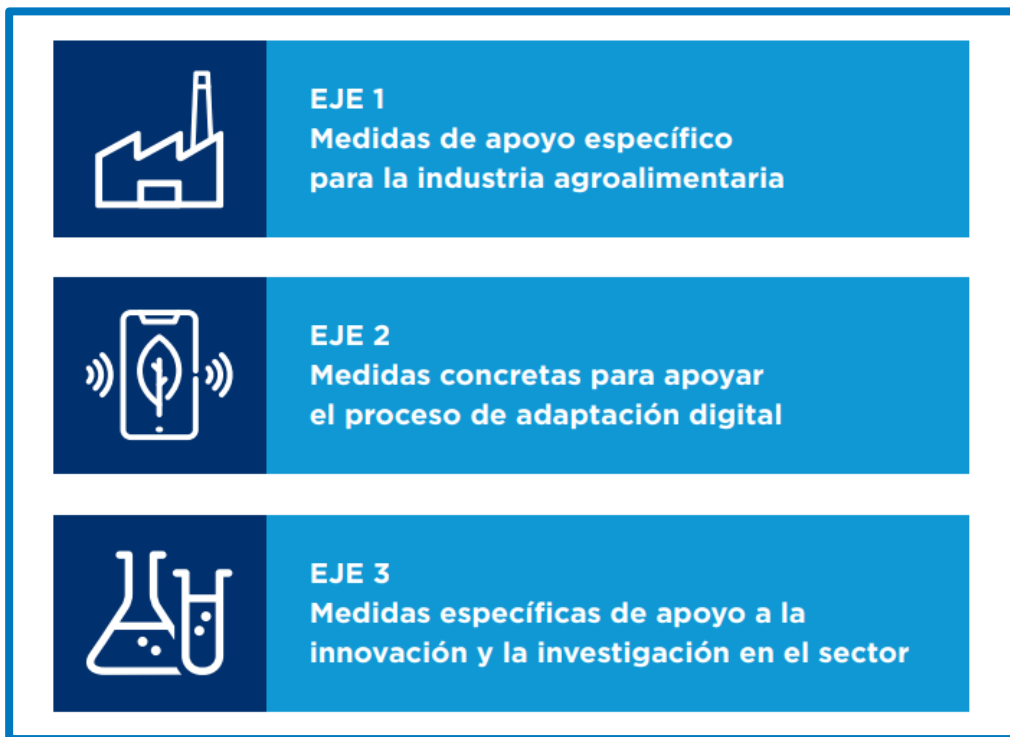 EJE 1
Medidas de apoyo específico
para la industria agroalimentaria
EJE 2
Medidas concretas para apoyar
el proceso de adaptación digital
EJE 3
Medidas específicas de apoyo a la
innovación y la investigación en el sector